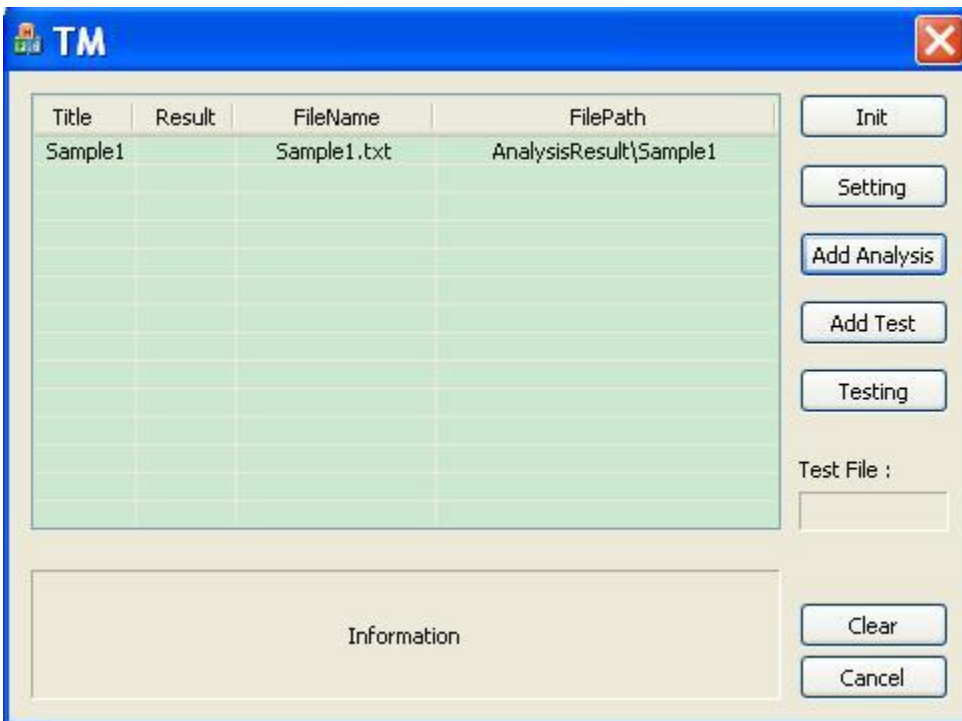 TM
Title Result FileName FilePath
Sample1 Sample1.txt AnalysisResult\Sample1
Init
Setting
Add Analysis
Add Test
Testing
Test File :
Information
Clear
Cancel